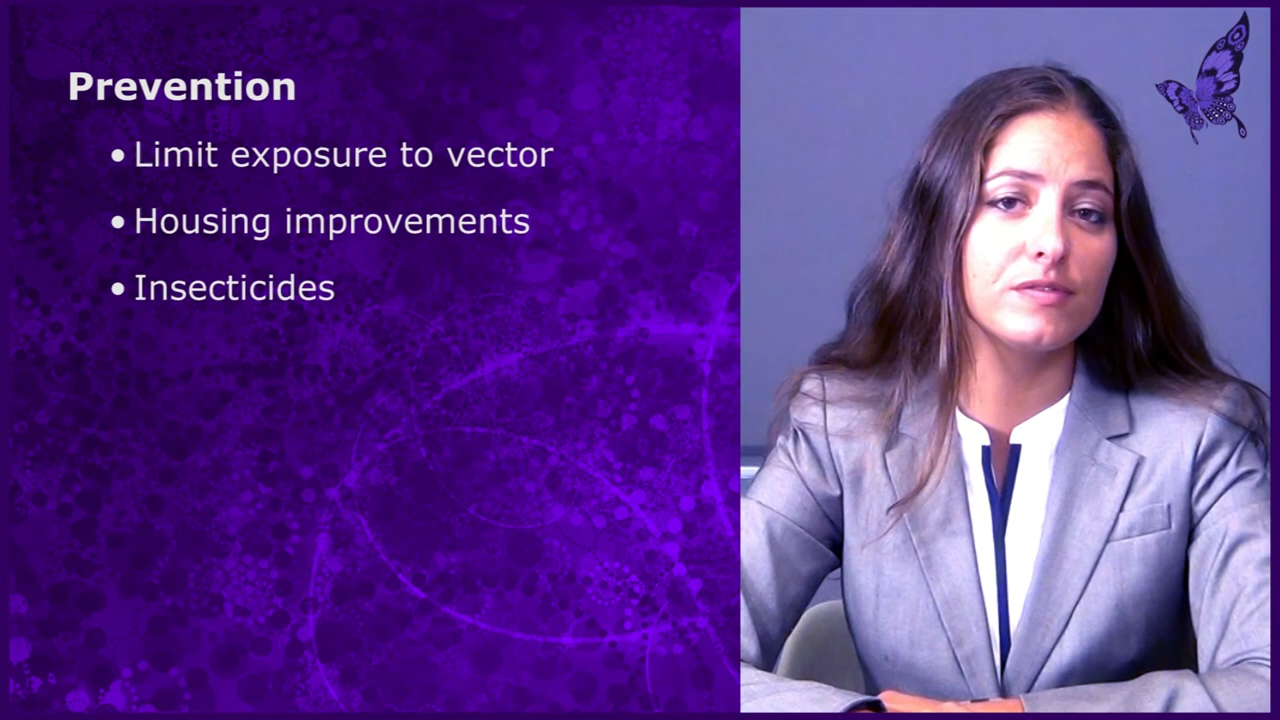 Prevention
• Limit exposure to vector
• Housing improvements
• Insecticides